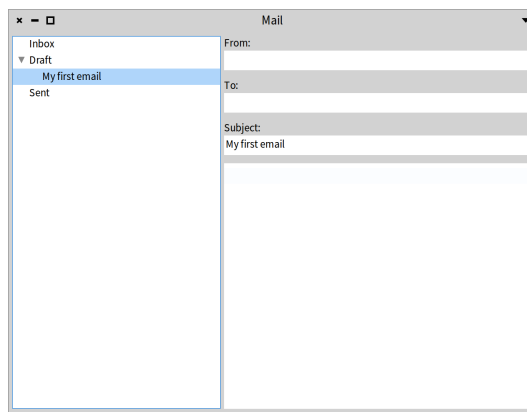 Mail
Inbox
Draft
My first email
Sent
From:
To:
Subject:
My first email